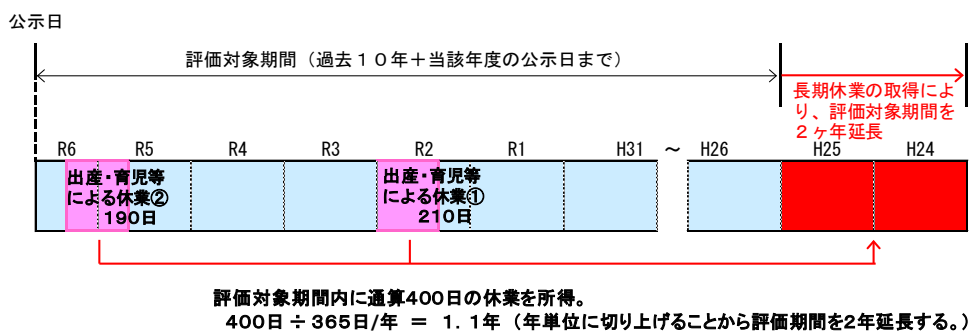 公示日
評価対象期間（過去１０年＋当該年度の公示日まで）
長期休業の取得によ
り、評価対象期間を
２ヶ年延長
R6 R5 R4 R3 R2 R1 H31 ～ H26 H25 H24
出産・育児等
による休業②
190日
出産・育児等
による休業①
210日
評価対象期間内に通算400日の休業を所得。
400日 ÷ 365日/年 ＝ １．１年 （年単位に切り上げることから評価期間を2年延長する。）